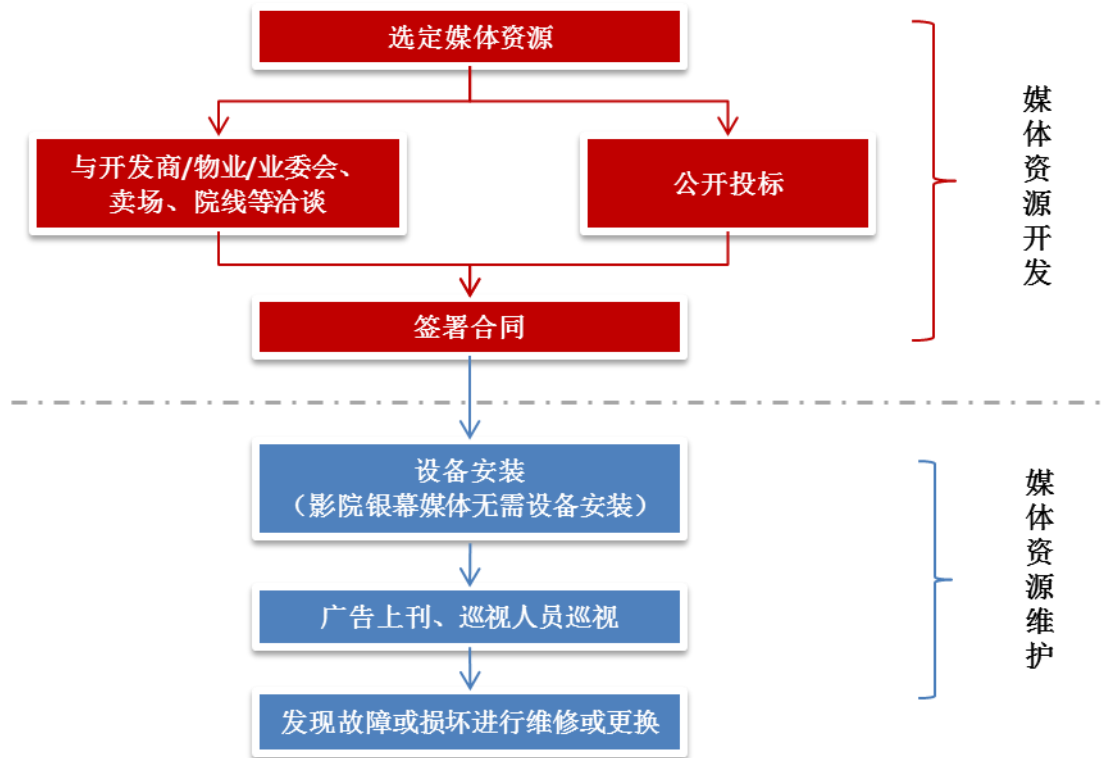 选定媒体资源
与开发商/物业/业委会、
卖场、院线等洽谈
公开投标
签署合同
媒体资源开发
设备安装
（影院银幕媒体无需设备安装）
广告上刊、巡视人员巡视
发现故障或损坏进行维修或更换
媒体资源维护